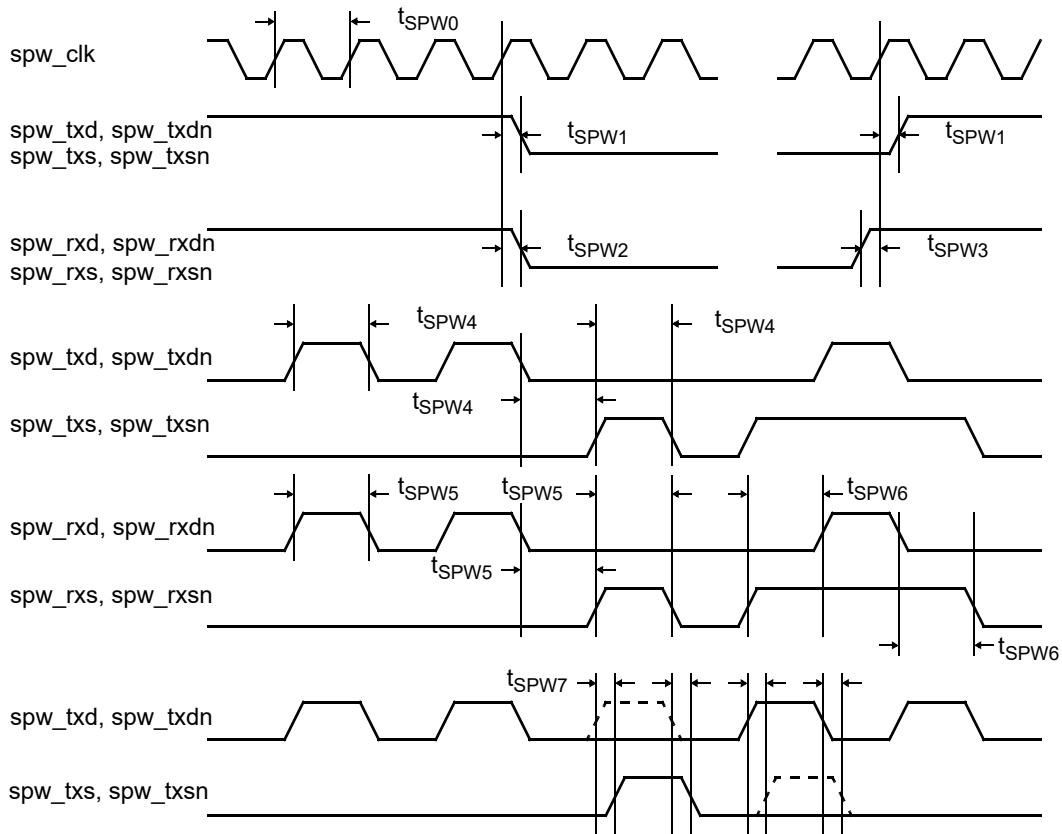 tSPW0
spw_clk
spw_txd, spw_txdn
spw_txs, spw_txsn
tSPW1
tSPW1
spw_rxd, spw_rxdn
spw_rxs, spw_rxsn
tSPW2
tSPW3
tSPW4
tSPW4
spw_txd, spw_txdn
tSPW4
spw_txs, spw_txsn
tSPW5
tSPW5
tSPW6
spw_rxd, spw_rxdn
tSPW5
spw_rxs, spw_rxsn
tSPW6
tSPW7
spw_txd, spw_txdn
spw_txs, spw_txsn